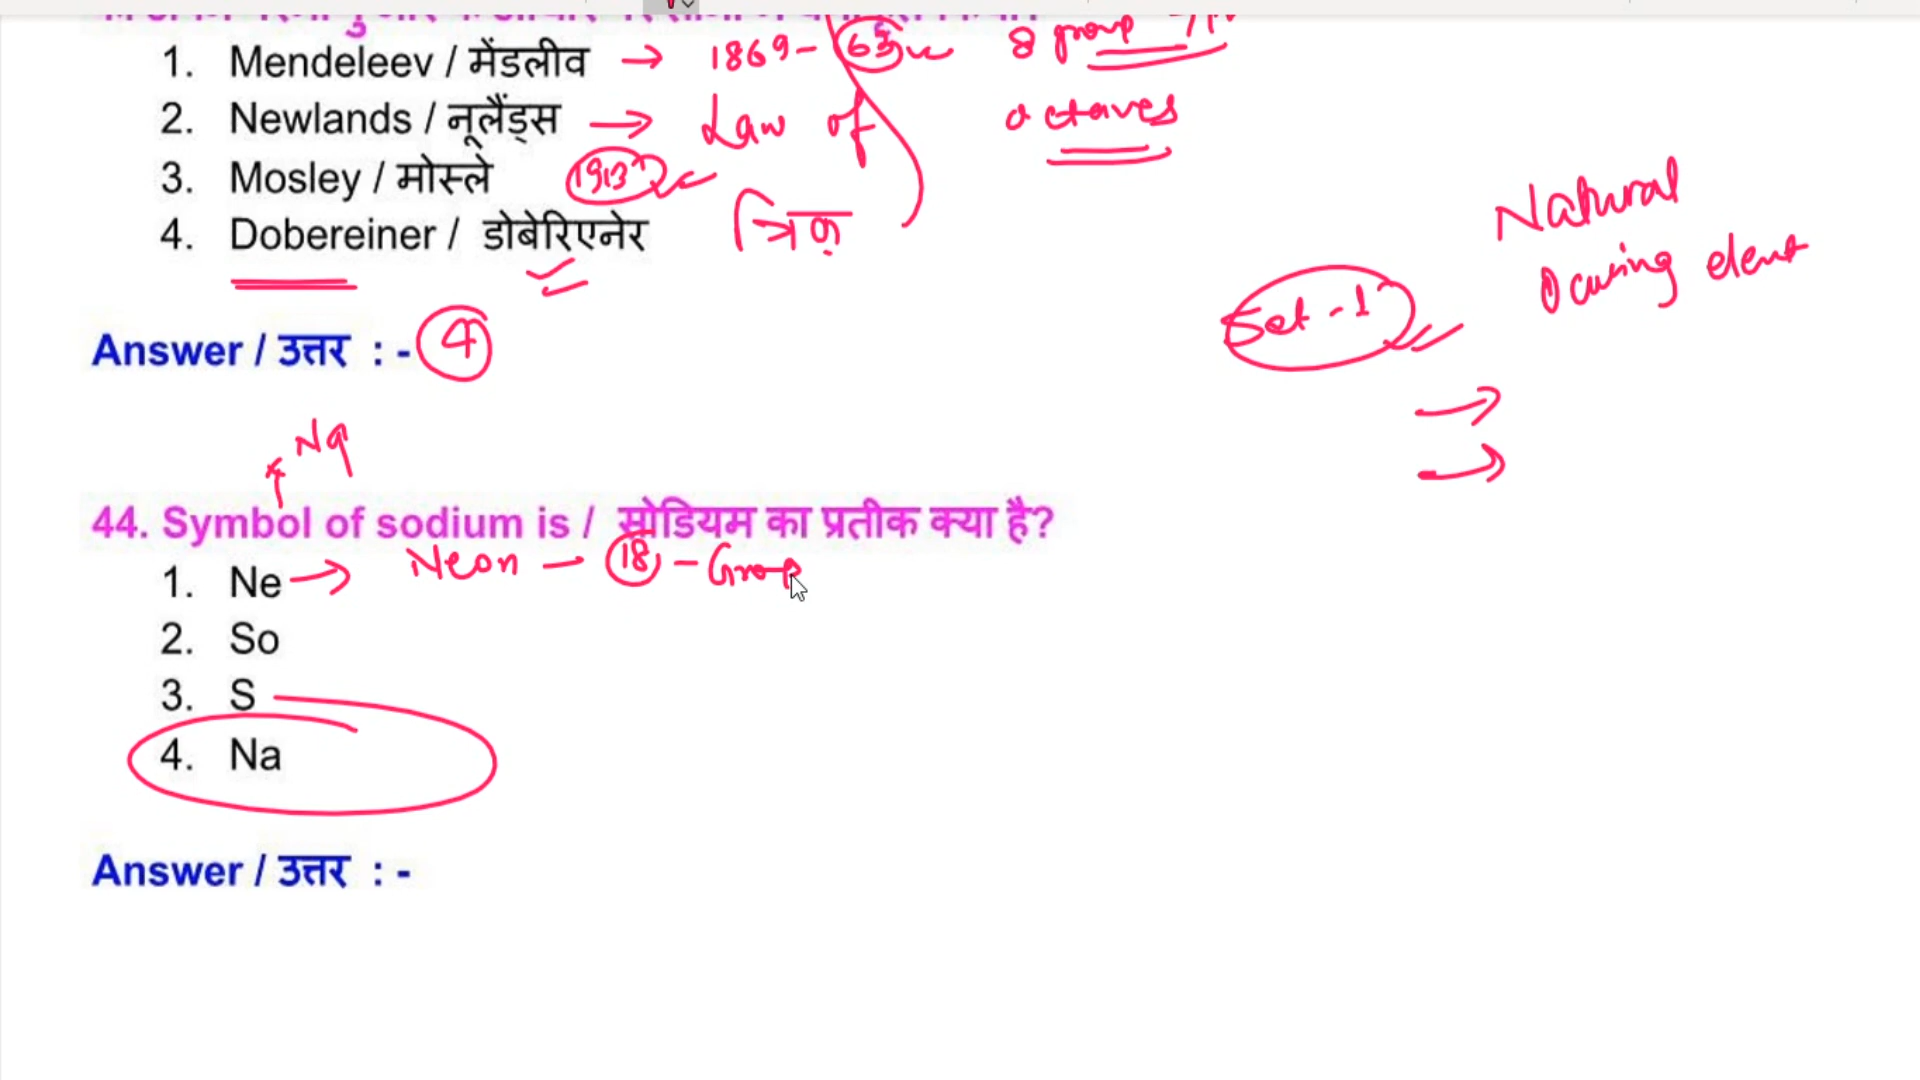 1. Mendeleev / मेंडलीव → 1869 - 63 8 group
2. Newlands / नूलैंड्स → Law of octaves
3. Mosley / मोस्ले 1913
4. Dobereiner / डोबेरिएनेर त्रिक
Natural
Occuring
Set - 1
Answer / उत्तर : - 4
Na
44. Symbol of sodium is / सोडियम का प्रतीक क्या है?
1. Ne → Neon - 18 - Group
2. So
3. S
4. Na
Answer / उत्तर : -